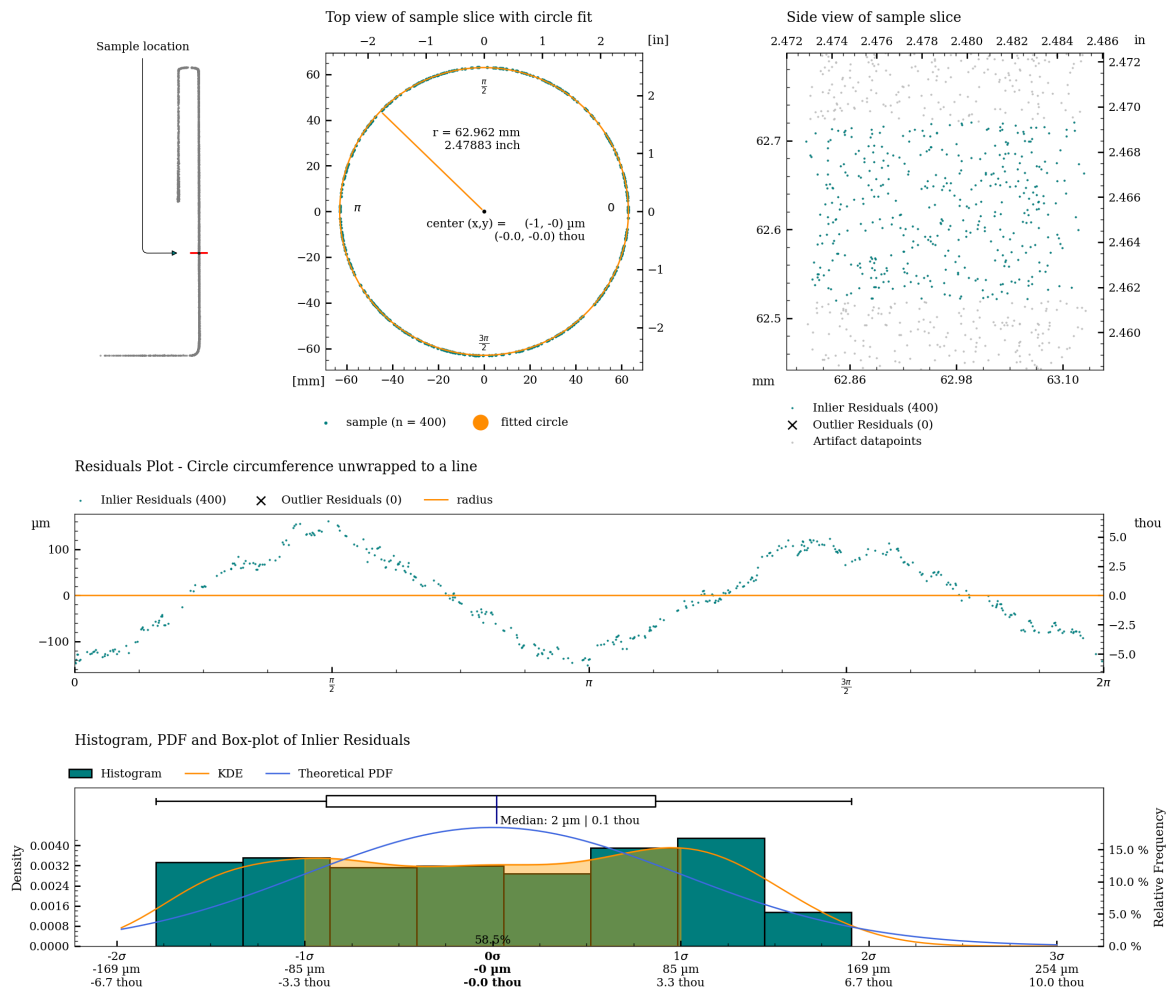 Sample location
Top view of sample slice with circle fit
−2 −1 0 1 2 [in]
60
40
20
0
−20
−40
−60
π/2
r = 62.962 mm
2.47883 inch
π
0
center (x,y) = (-1, -0) µm
(-0.0, -0.0) thou
3π/2
2
1
0
−1
−2
[mm] −60 −40 −20 0 20 40 60
sample (n = 400) fitted circle
Side view of sample slice
2.472 2.474 2.476 2.478 2.480 2.482 2.484 2.486 in
62.7
62.6
62.5
2.472
2.470
2.468
2.466
2.464
2.462
2.460
mm 62.86 62.98 63.10
Inlier Residuals (400)
Outlier Residuals (0)
Artifact datapoints
Residuals Plot - Circle circumference unwrapped to a line
Inlier Residuals (400) Outlier Residuals (0) radius
µm thou
100
0
−100
5.0
2.5
0.0
−2.5
−5.0
0 π/2 π 3π/2 2π
Histogram, PDF and Box-plot of Inlier Residuals
Histogram KDE Theoretical PDF
Median: 2 µm | 0.1 thou
Density
0.0040
0.0032
0.0024
0.0016
0.0008
0.0000
58.5%
15.0 %
10.0 %
5.0 %
0.0 %
Relative Frequency
-2σ -1σ 0σ 1σ 2σ 3σ
-169 µm -85 µm -0 µm 85 µm 169 µm 254 µm
-6.7 thou -3.3 thou -0.0 thou 3.3 thou 6.7 thou 10.0 thou